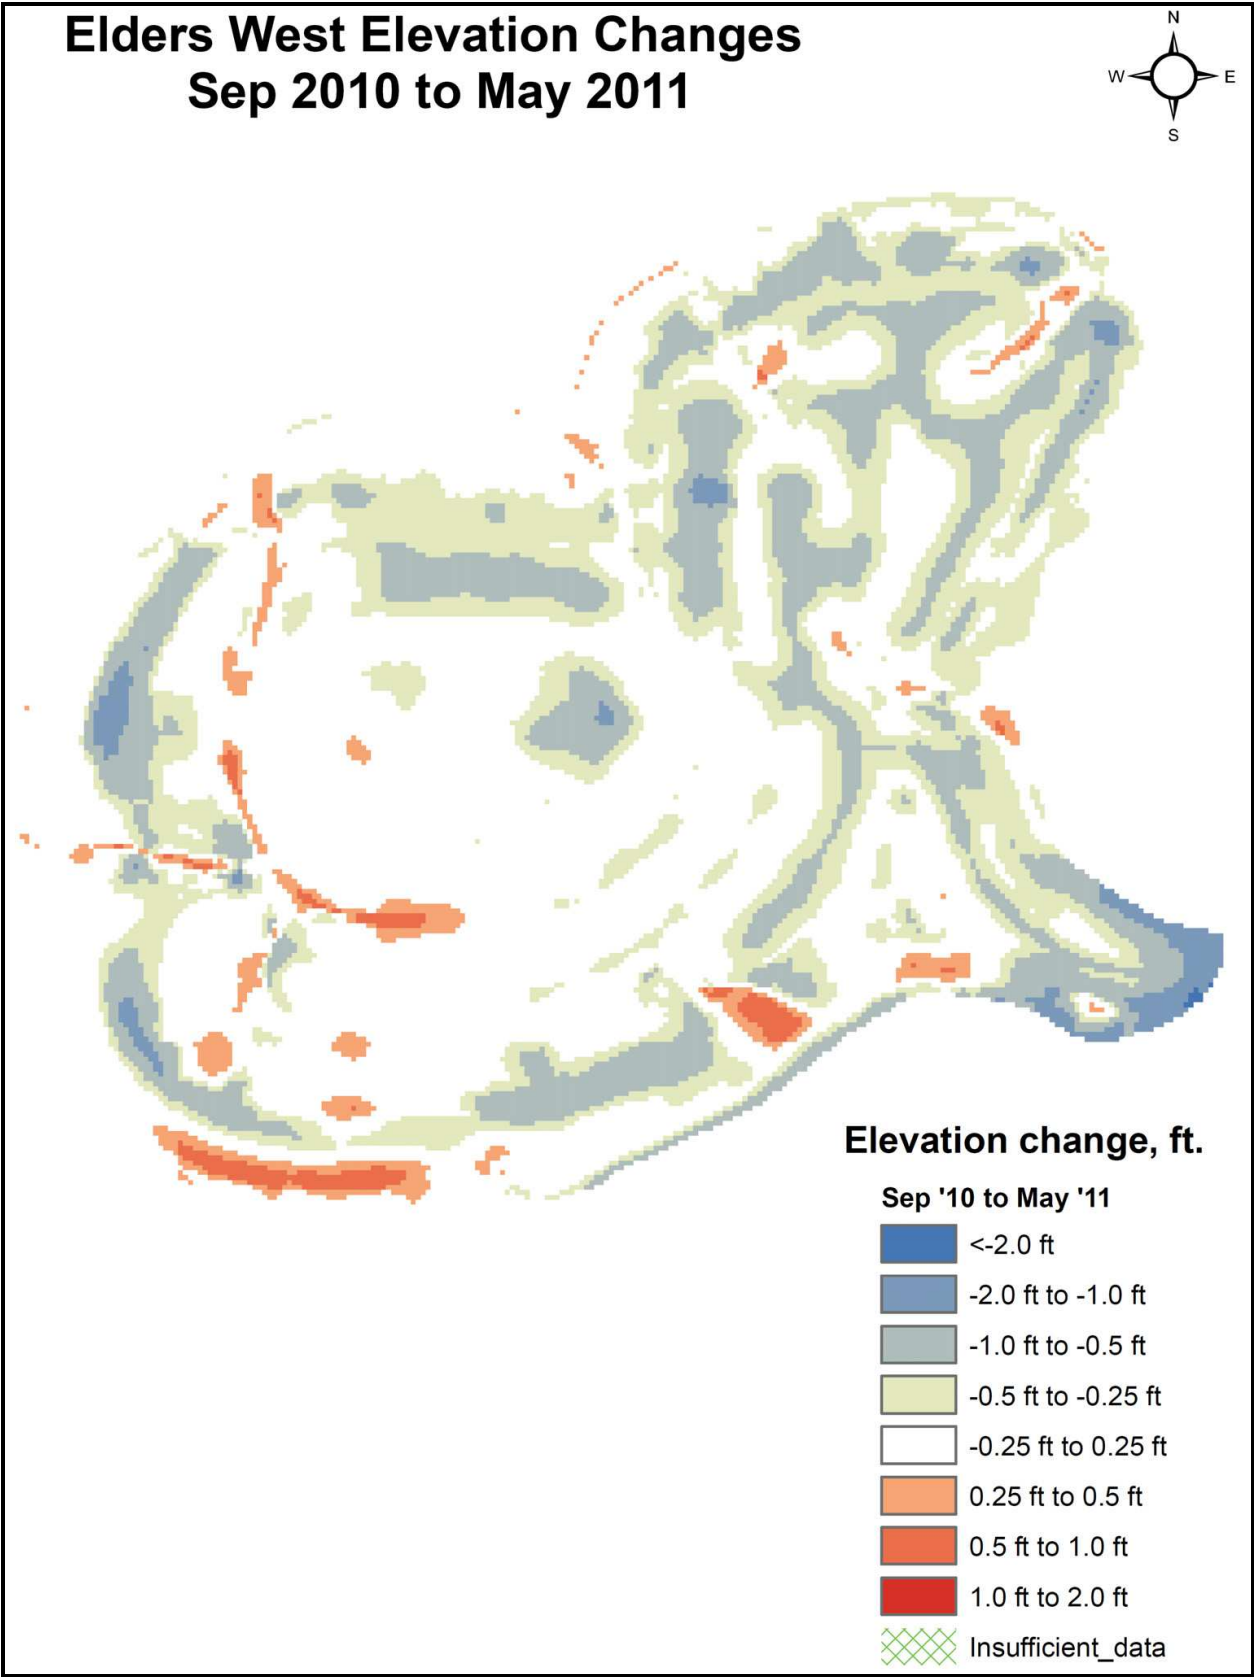 Elders West Elevation Changes
Sep 2010 to May 2011
N
W E
S
Elevation change, ft.
Sep '10 to May '11
<-2.0 ft
-2.0 ft to -1.0 ft
-1.0 ft to -0.5 ft
-0.5 ft to -0.25 ft
-0.25 ft to 0.25 ft
0.25 ft to 0.5 ft
0.5 ft to 1.0 ft
1.0 ft to 2.0 ft
Insufficient_data